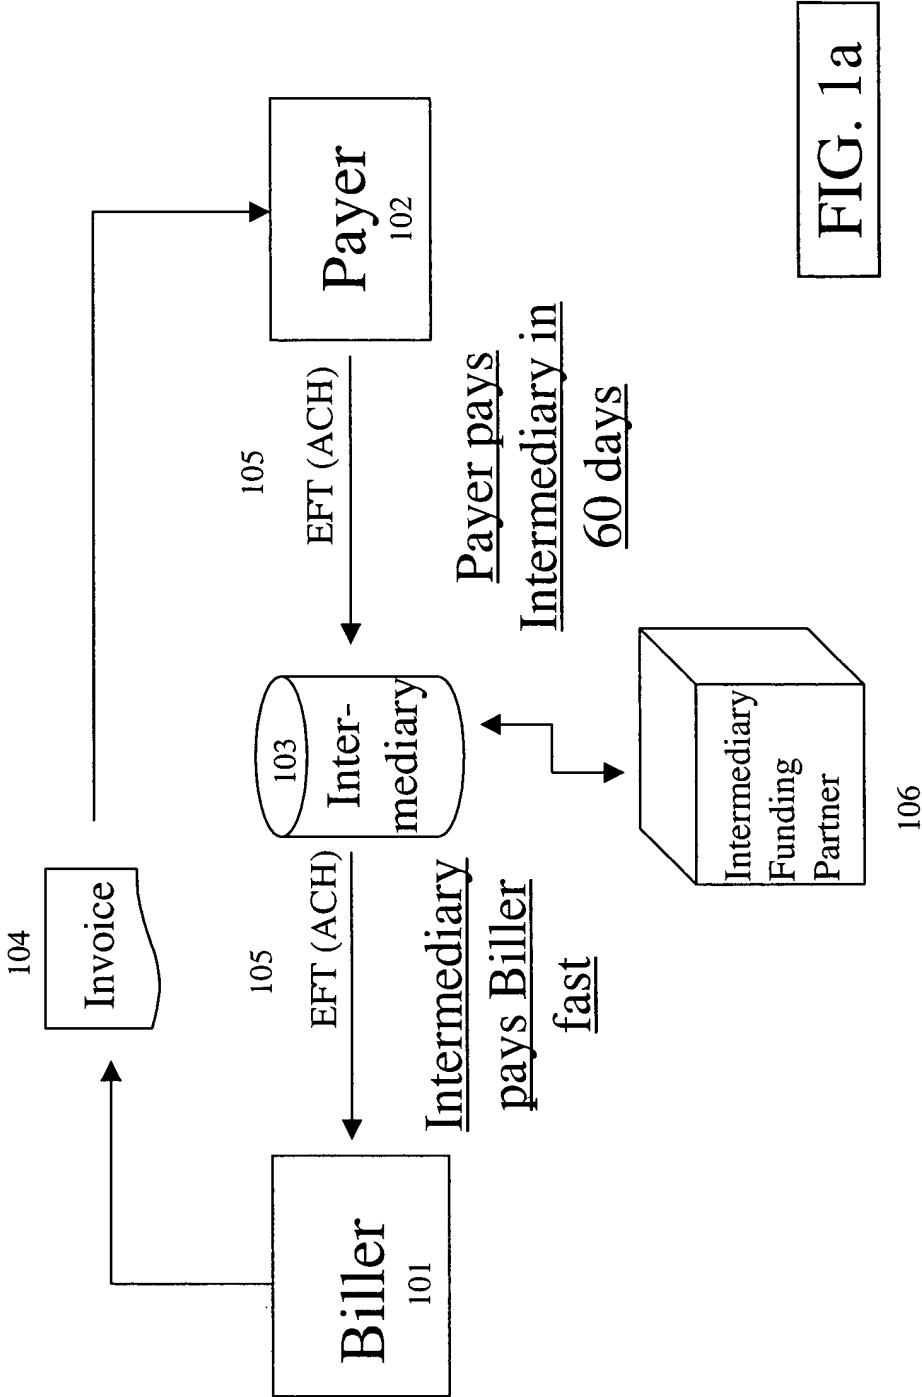 104
Invoice
Biller
101
105
EFT (ACH)
Intermediary
pays Biller
fast
103
Inter-
mediary
105
EFT (ACH)
Payer pays
Intermediary in
60 days
Payer
102
Intermediary
Funding
Partner
106
FIG. 1a